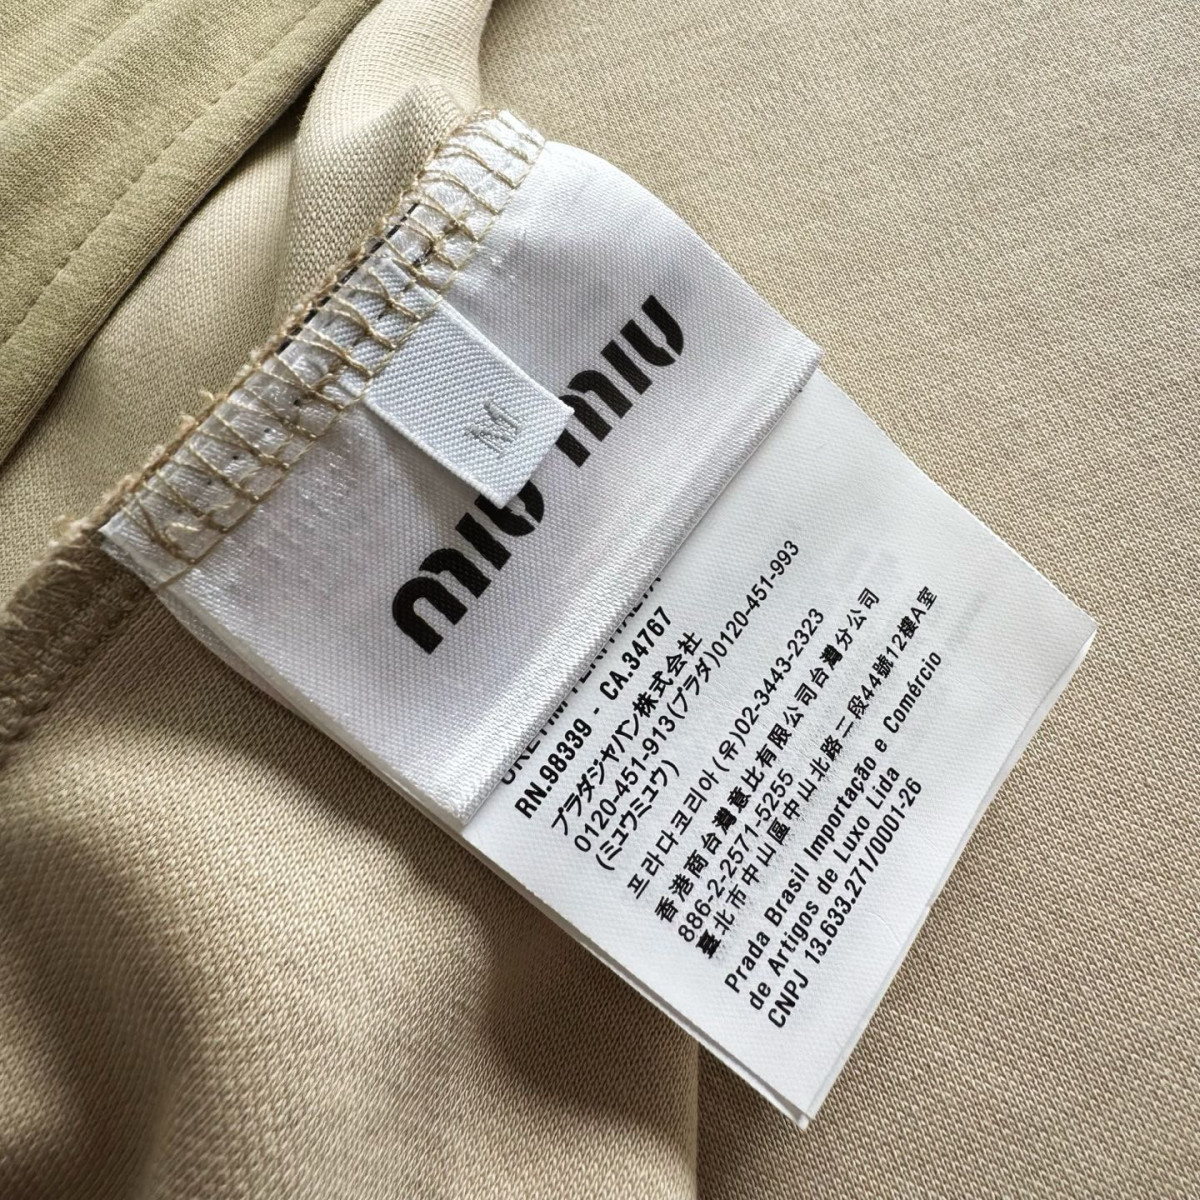 miu miu
M
RN.98339 - CA.34767
プラダジャパン株式会社
0120-451-913(プラダ)0120-451-993
(ミュウミュウ)
프라다코리아(유)02-3443-2323
香港商台灣意比有限公司台灣分公司
886-2-2571-5255
臺北市中山區中山北路二段44號12樓A室
Prada Brasil Importação e Comércio
de Artigos de Luxo Lida
CNPJ 13.633.271/0001-26